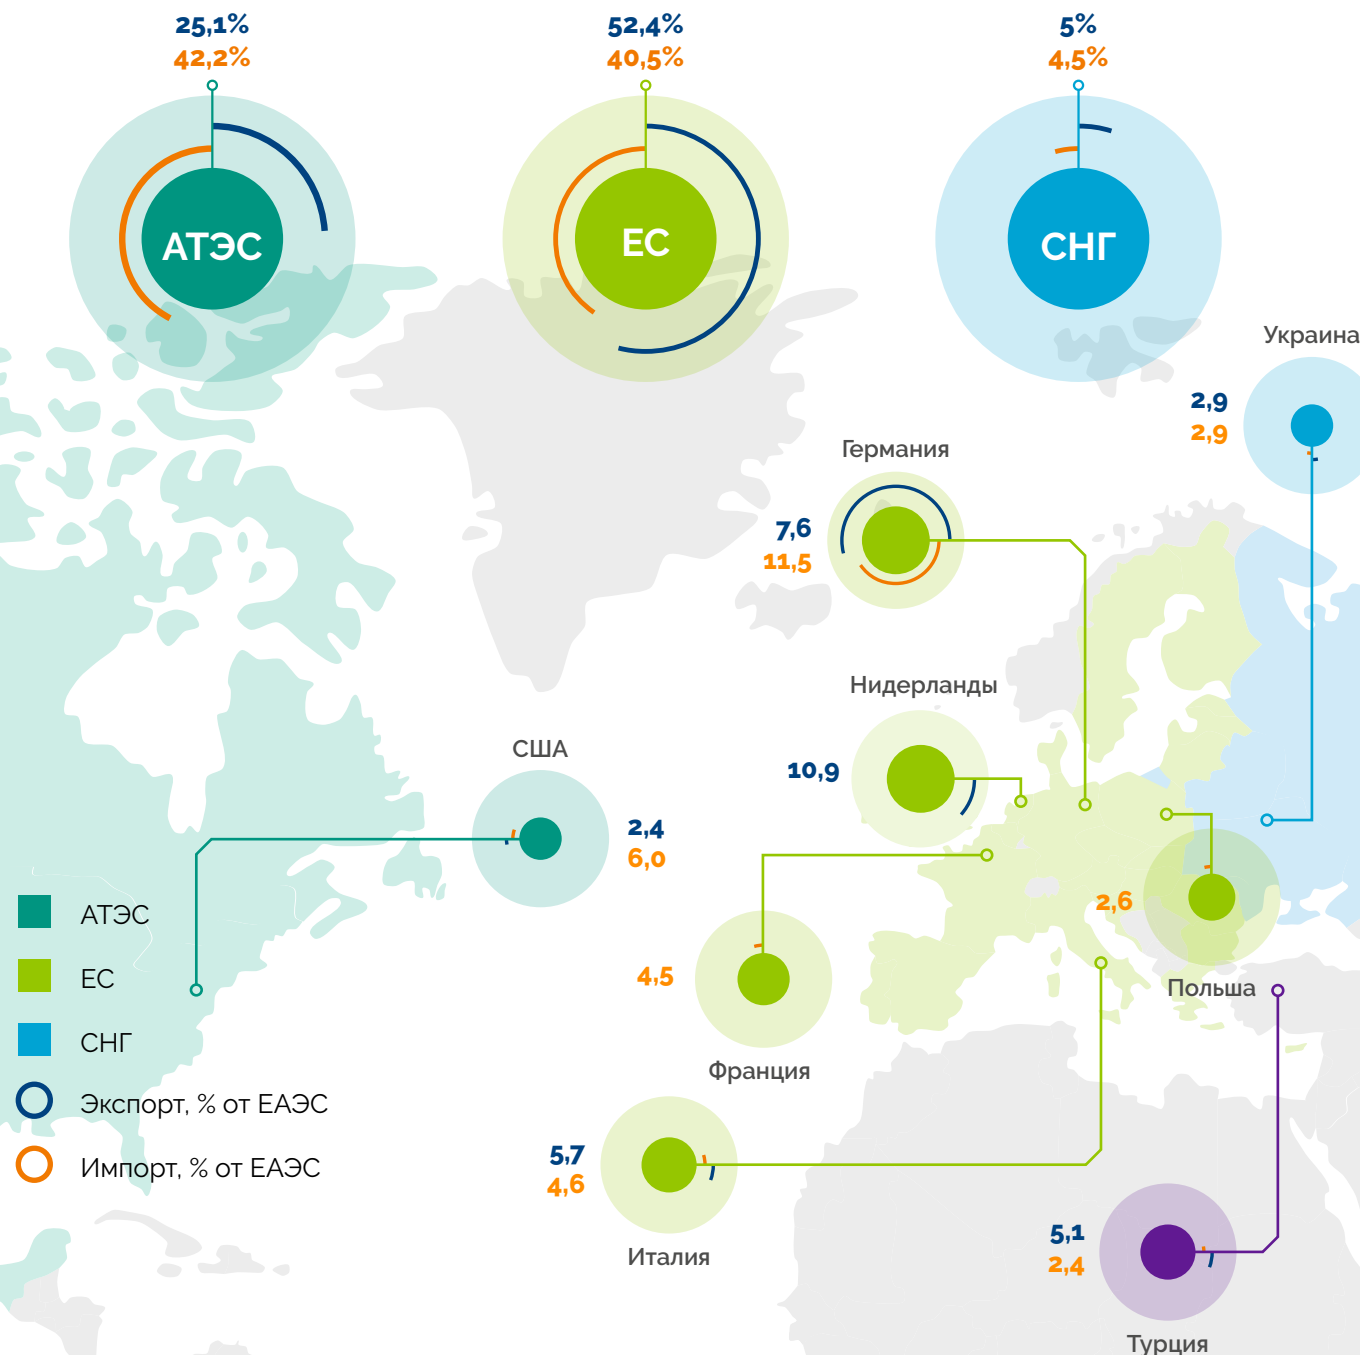 25,1%
42,2%
АТЭС
52,4%
40,5%
ЕС
5%
4,5%
СНГ
Украина
2,9
2,9
Германия
7,6
11,5
Нидерланды
10,9
США
2,4
6,0
2,6
Польша
4,5
Франция
АТЭС
ЕС
СНГ
Экспорт, % от ЕАЭС
Импорт, % от ЕАЭС
5,7
4,6
Италия
5,1
2,4
Турция